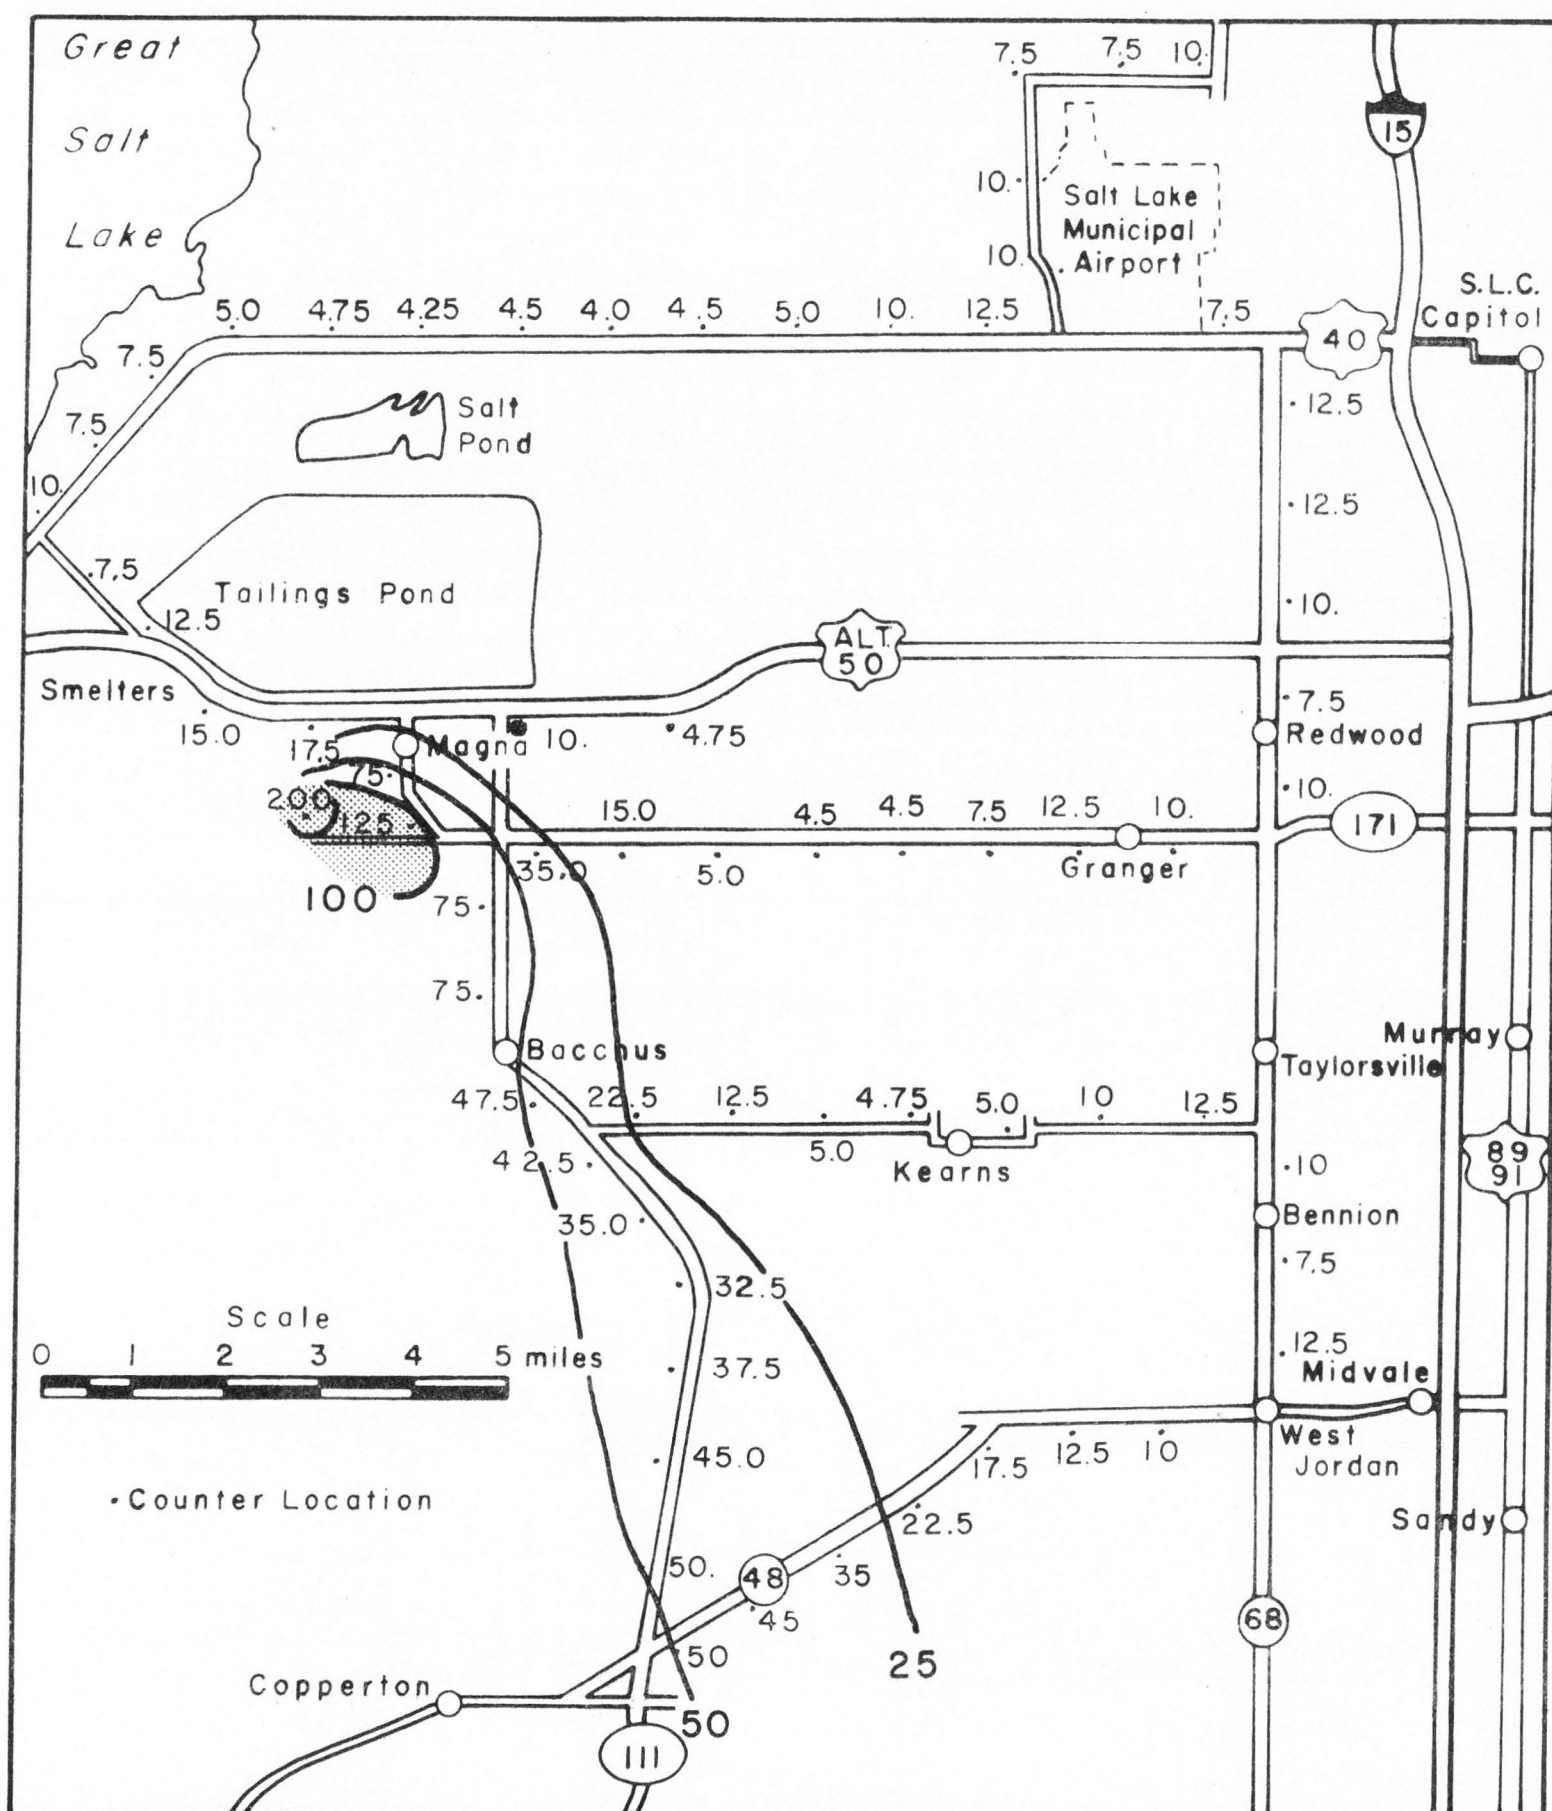 Great
Salt
Lake
7.5 7.5 10.
15
10.
Salt Lake
Municipal
Airport
10.
S.L.C.
Capitol
5.0 4.75 4.25 4.5 4.0 4.5 5.0 10. 12.5 7.5
40
7.5
7.5
10.
Salt
Pond
12.5
12.5
7.5
Tailings Pond
12.5
10.
ALT.
50
Smelters
15.0
17.5
Magna
10.
4.75
7.5
Redwood
75.
200
125
15.0 4.5 4.5 7.5 12.5 10.
10.
171
35.0
5.0
Granger
100
75.
75.
Bacchus
Murray
Taylorsville
47.5
22.5 12.5 4.75 5.0 10 12.5
42.5
5.0
Kearns
10
89
91
35.0
Bennion
7.5
32.5
Scale
0 1 2 3 4 5 miles
37.5
12.5
Midvale
45.0
17.5 12.5 10
West
Jordan
Counter Location
22.5
Sandy
50.
48
35
45
68
50
25
Copperton
50
111